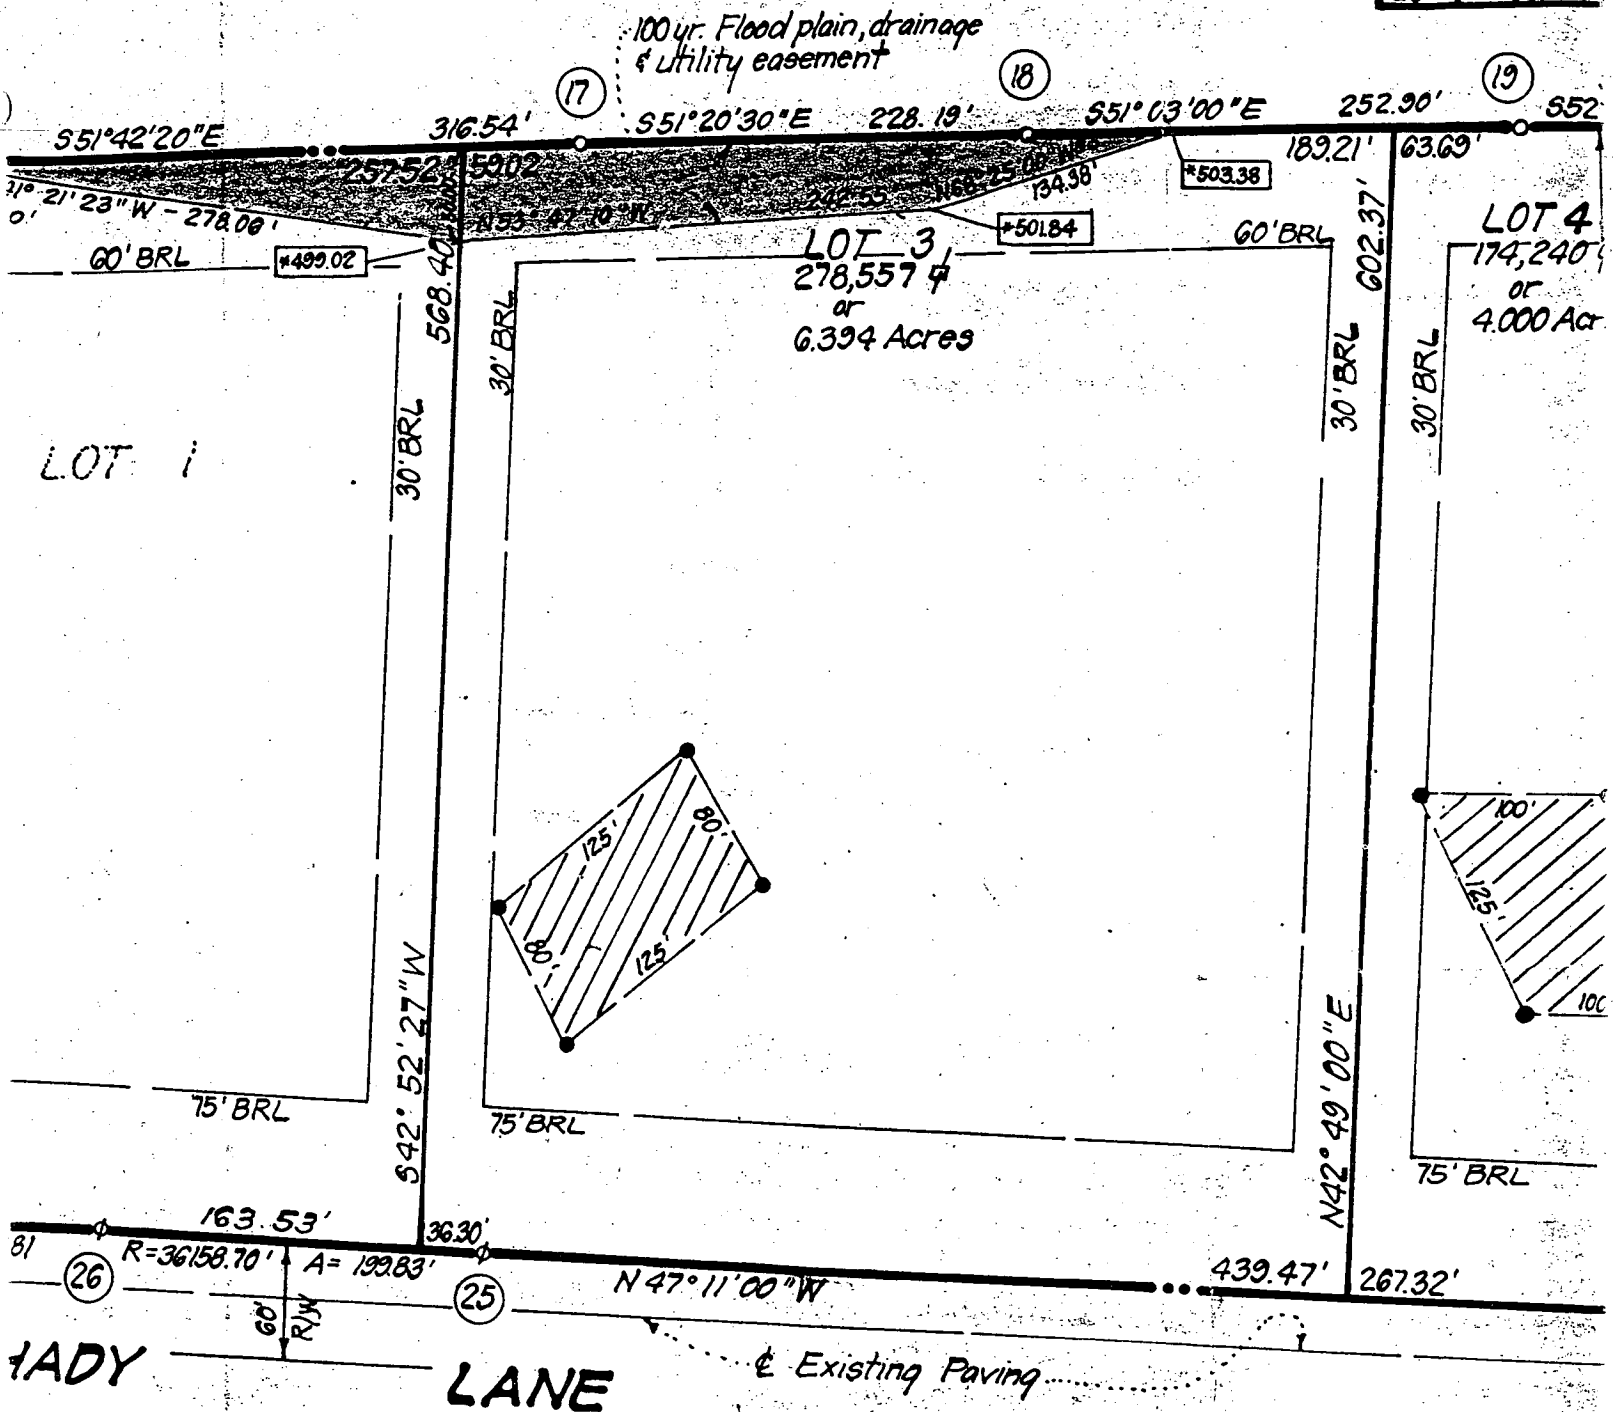 100 yr. Flood plain, drainage
& utility easement
17
18
19
S51°42'20"E
316.54'
S51°20'30"E
228.19'
S51°03'00"E
252.90'
S52
257.52
59.02
189.21'
63.69'
21'23"W - 278.06'
0.'
N53°47'10"W
242.55
134.38'
*503.38
*501.84
*499.02
60' BRL
60' BRL
LOT 3
278,557
or
6.394 Acres
LOT 4
174,240
or
4.000 Acr
568.40
602.37'
30' BRL
30' BRL
30' BRL
30' BRL
LOT 1
125'
80'
80'
125'
100'
125'
100
S42°52'27"W
N42°49'00"E
75' BRL
75' BRL
75' BRL
163.53'
36.30'
81
R=36158.70'
A= 199.83'
26
25
N 47°11'00"W
439.47'
267.32'
60'
R/W
HADY
LANE
℄ Existing Paving